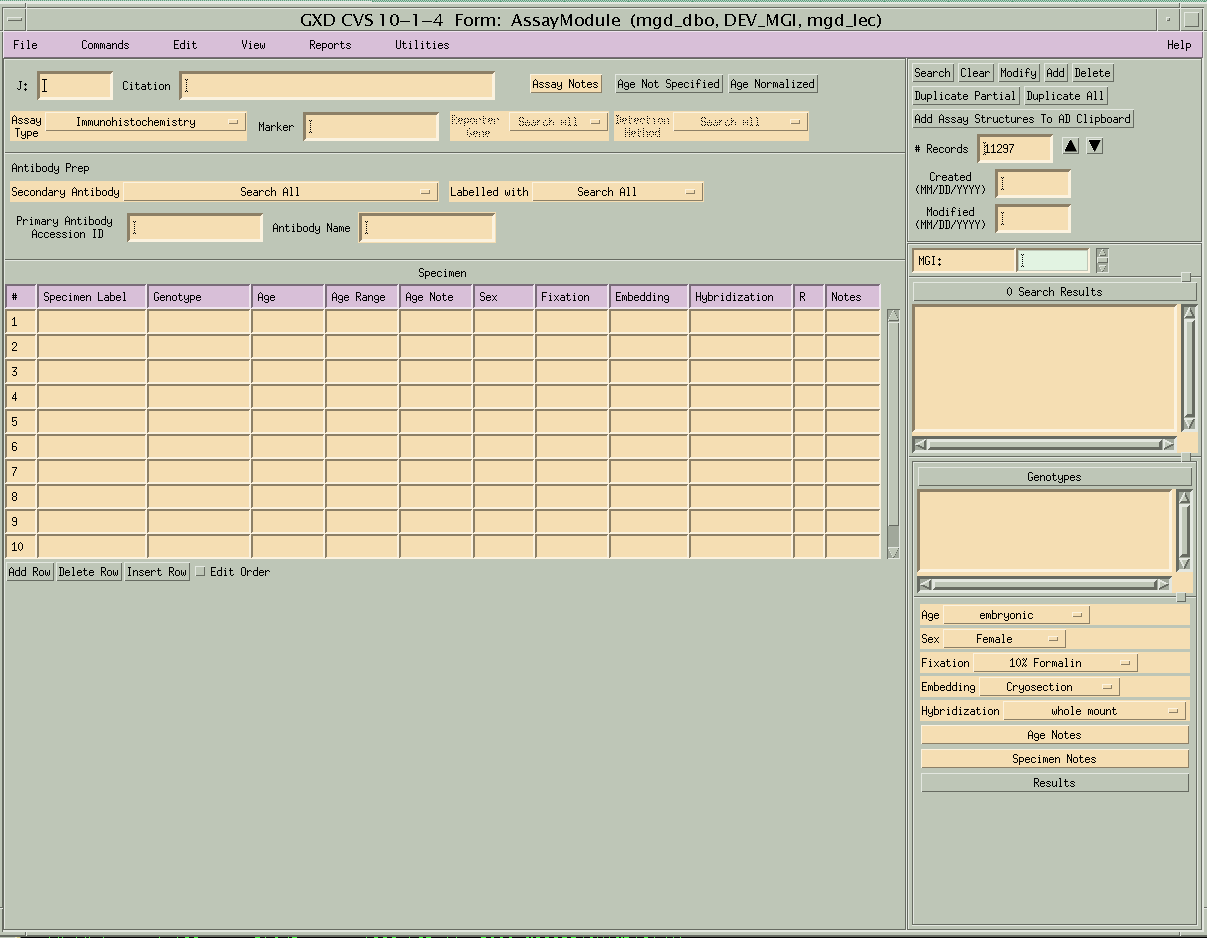 GXD CVS 10-1-4 Form: AssayModule (mgd_dbo, DEV_MGI, mgd_lec)
File Commands Edit View Reports Utilities Help
J: Citation Assay Notes Age Not Specified Age Normalized
Assay Type Immunohistochemistry Marker Reporter Gene Search All Detection Method Search All
Antibody Prep
Secondary Antibody Search All Labelled with Search All
Primary Antibody Accession ID Antibody Name
Specimen
# Specimen Label Genotype Age Age Range Age Note Sex Fixation Embedding Hybridization R Notes
1
2
3
4
5
6
7
8
9
10
Add Row Delete Row Insert Row Edit Order
Search Clear Modify Add Delete
Duplicate Partial Duplicate All
Add Assay Structures To AD Clipboard
# Records 11297
Created (MM/DD/YYYY)
Modified (MM/DD/YYYY)
MGI:
0 Search Results
Genotypes
Age embryonic
Sex Female
Fixation 10% Formalin
Embedding Cryosection
Hybridization whole mount
Age Notes
Specimen Notes
Results